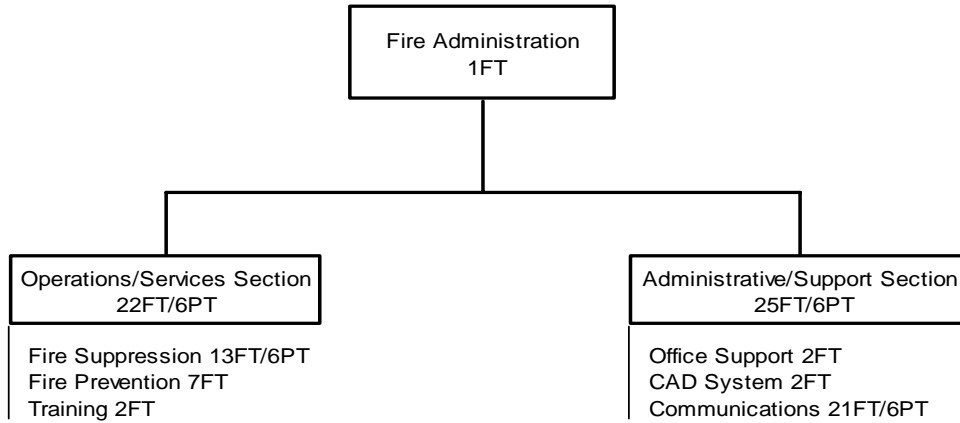 Fire Administration
1FT
Operations/Services Section
22FT/6PT
Fire Suppression 13FT/6PT
Fire Prevention 7FT
Training 2FT
Administrative/Support Section
25FT/6PT
Office Support 2FT
CAD System 2FT
Communications 21FT/6PT